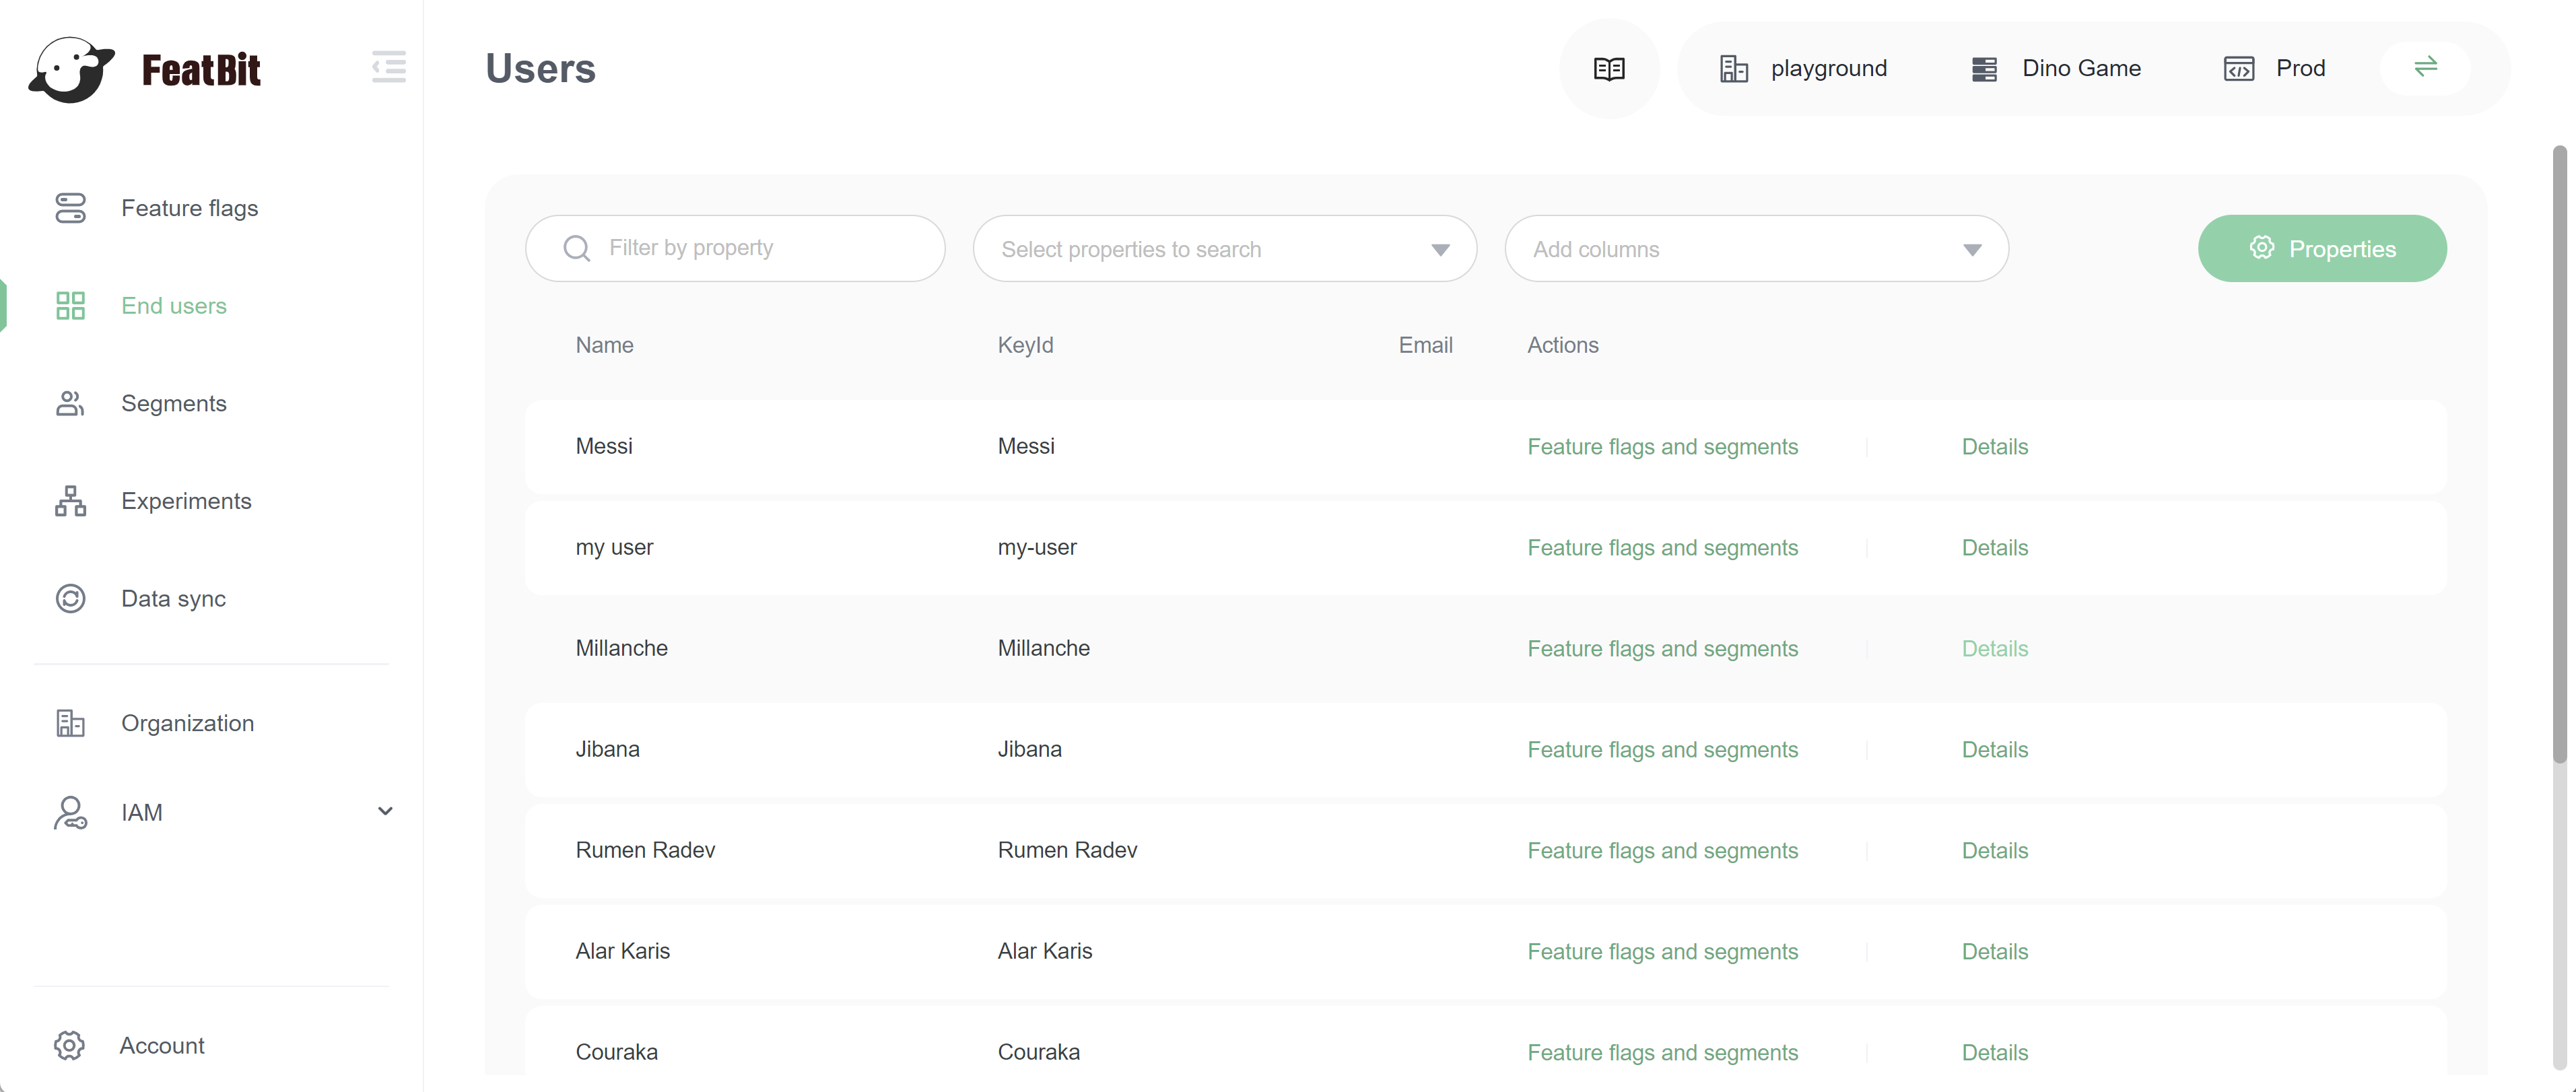 FeatBit
Users
playground
Dino Game
Prod
Feature flags
End users
Segments
Experiments
Data sync
Organization
IAM
Account
Filter by property
Select properties to search
Add columns
Properties
Name KeyId Email Actions
Messi Messi Feature flags and segments Details
my user my-user Feature flags and segments Details
Millanche Millanche Feature flags and segments Details
Jibana Jibana Feature flags and segments Details
Rumen Radev Rumen Radev Feature flags and segments Details
Alar Karis Alar Karis Feature flags and segments Details
Couraka Couraka Feature flags and segments Details